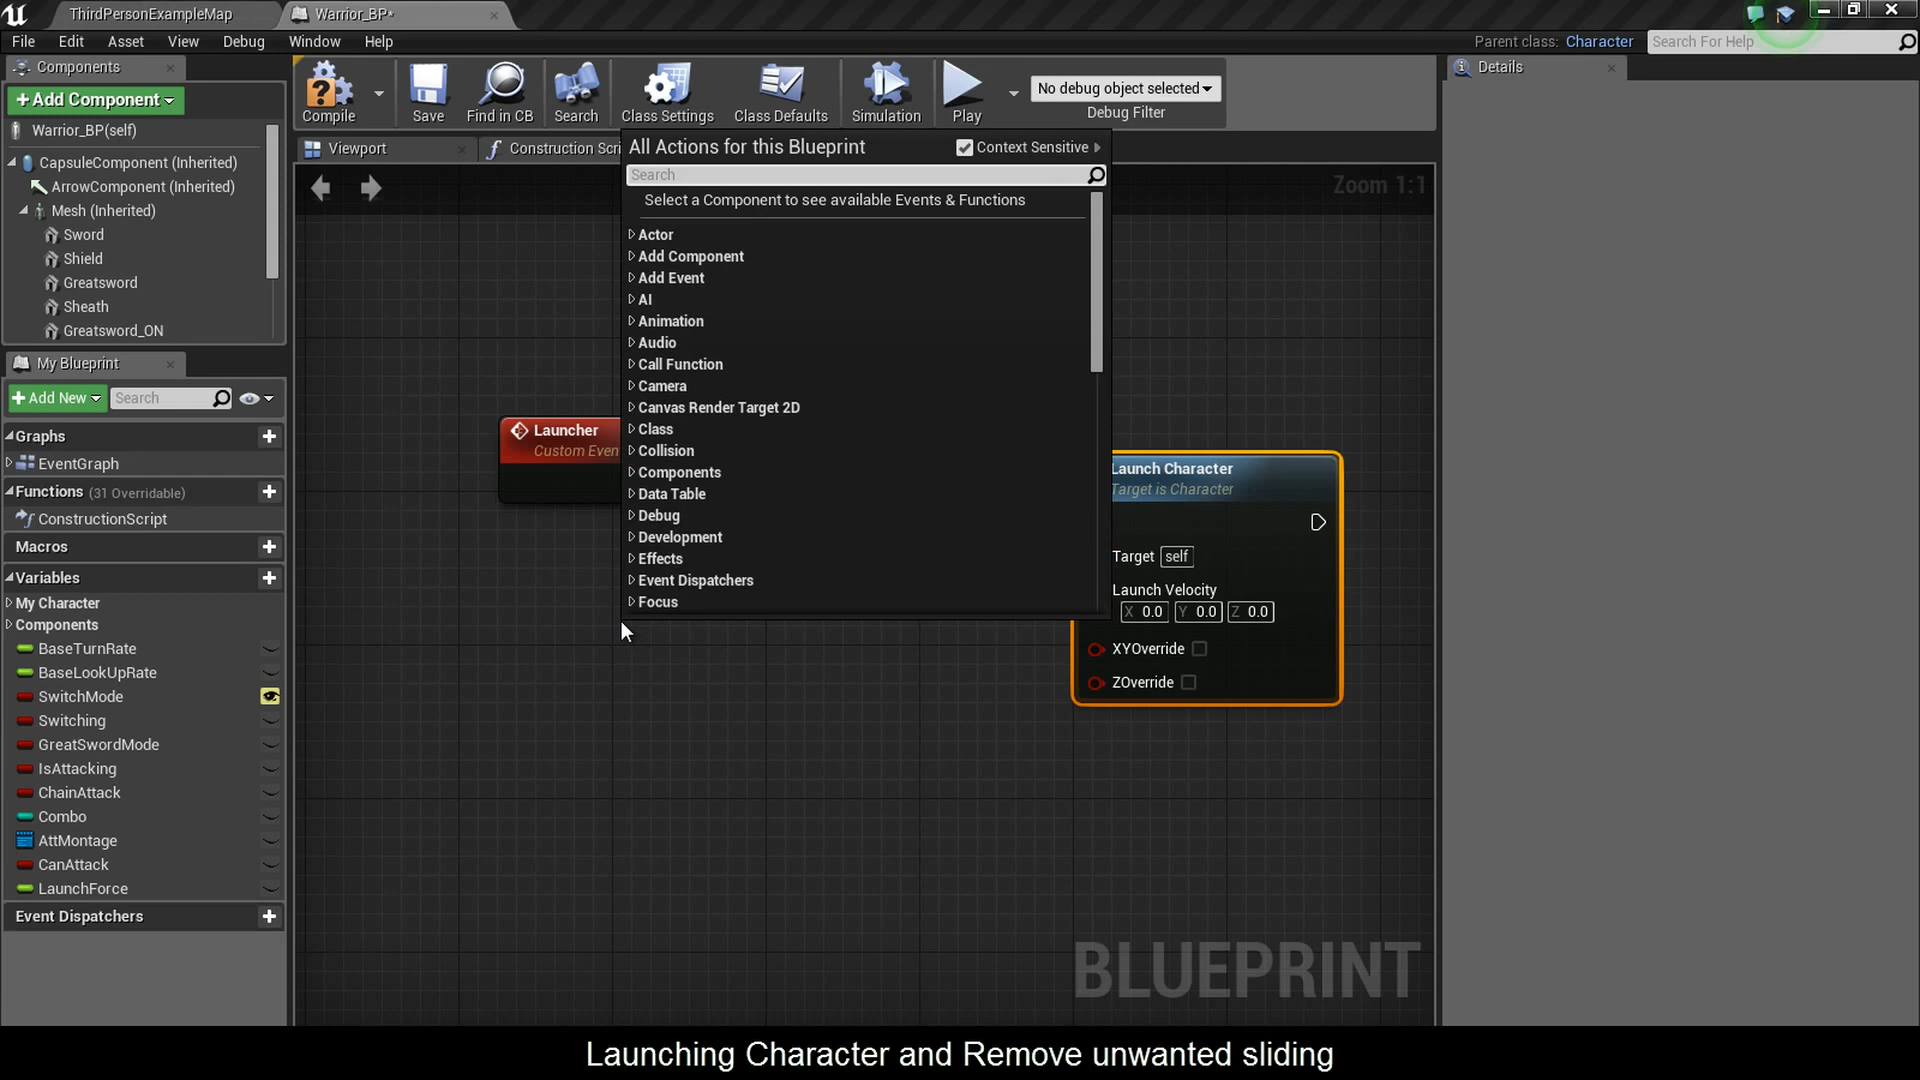 ThirdPersonExampleMap
Warrior_BP*
File Edit Asset View Debug Window Help
Parent class: Character
Search For Help
Components
+Add Component
Warrior_BP(self)
CapsuleComponent (Inherited)
ArrowComponent (Inherited)
Mesh (Inherited)
Sword
Shield
Greatsword
Sheath
Greatsword_ON
My Blueprint
+Add New
Search
Graphs
EventGraph
Functions (31 Overridable)
ConstructionScript
Macros
Variables
My Character
Components
BaseTurnRate
BaseLookUpRate
SwitchMode
Switching
GreatSwordMode
IsAttacking
ChainAttack
Combo
AttMontage
CanAttack
LaunchForce
Event Dispatchers
Compile
Save
Find in CB
Search
Class Settings
Class Defaults
Simulation
Play
No debug object selected
Debug Filter
Viewport
Construction Scri
Zoom 1:1
All Actions for this Blueprint
Context Sensitive
Search
Select a Component to see available Events & Functions
Actor
Add Component
Add Event
AI
Animation
Audio
Call Function
Camera
Canvas Render Target 2D
Class
Collision
Components
Data Table
Debug
Development
Effects
Event Dispatchers
Focus
Launcher
Custom Even
Launch Character
Target is Character
Target self
Launch Velocity
X 0.0 Y 0.0 Z 0.0
XYOverride
ZOverride
BLUEPRINT
Details
Launching Character and Remove unwanted sliding